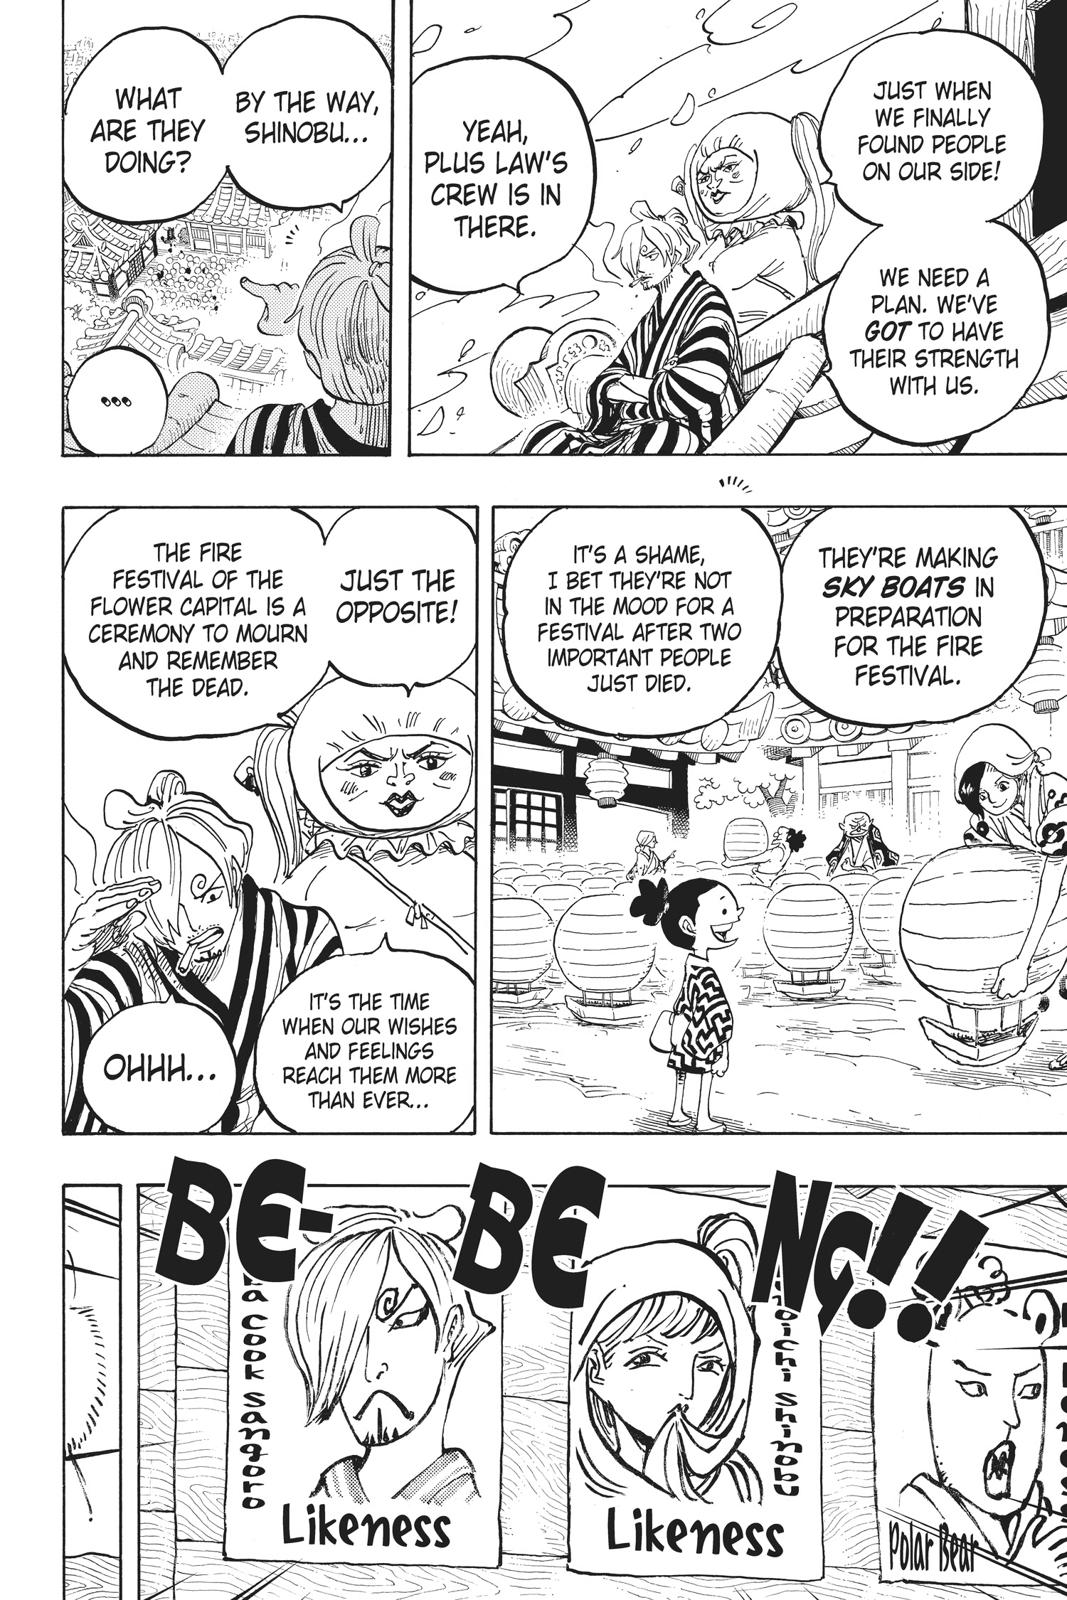 JUST WHEN
WE FINALLY
FOUND PEOPLE
ON OUR SIDE!
WE NEED A
PLAN. WE'VE
GOT TO HAVE
THEIR STRENGTH
WITH US.
YEAH,
PLUS LAW'S
CREW IS IN
THERE.
BY THE WAY,
SHINOBU...
WHAT
ARE THEY
DOING?
...
THEY'RE MAKING
SKY BOATS IN
PREPARATION
FOR THE FIRE
FESTIVAL.
IT'S A SHAME,
I BET THEY'RE NOT
IN THE MOOD FOR A
FESTIVAL AFTER TWO
IMPORTANT PEOPLE
JUST DIED.
JUST THE
OPPOSITE!
THE FIRE
FESTIVAL OF THE
FLOWER CAPITAL IS A
CEREMONY TO MOURN
AND REMEMBER
THE DEAD.
IT'S THE TIME
WHEN OUR WISHES
AND FEELINGS
REACH THEM MORE
THAN EVER...
OHHH...
BE-BENG!!
Polar Bear
Shinobu
Likeness
Cook Sangoro
Likeness